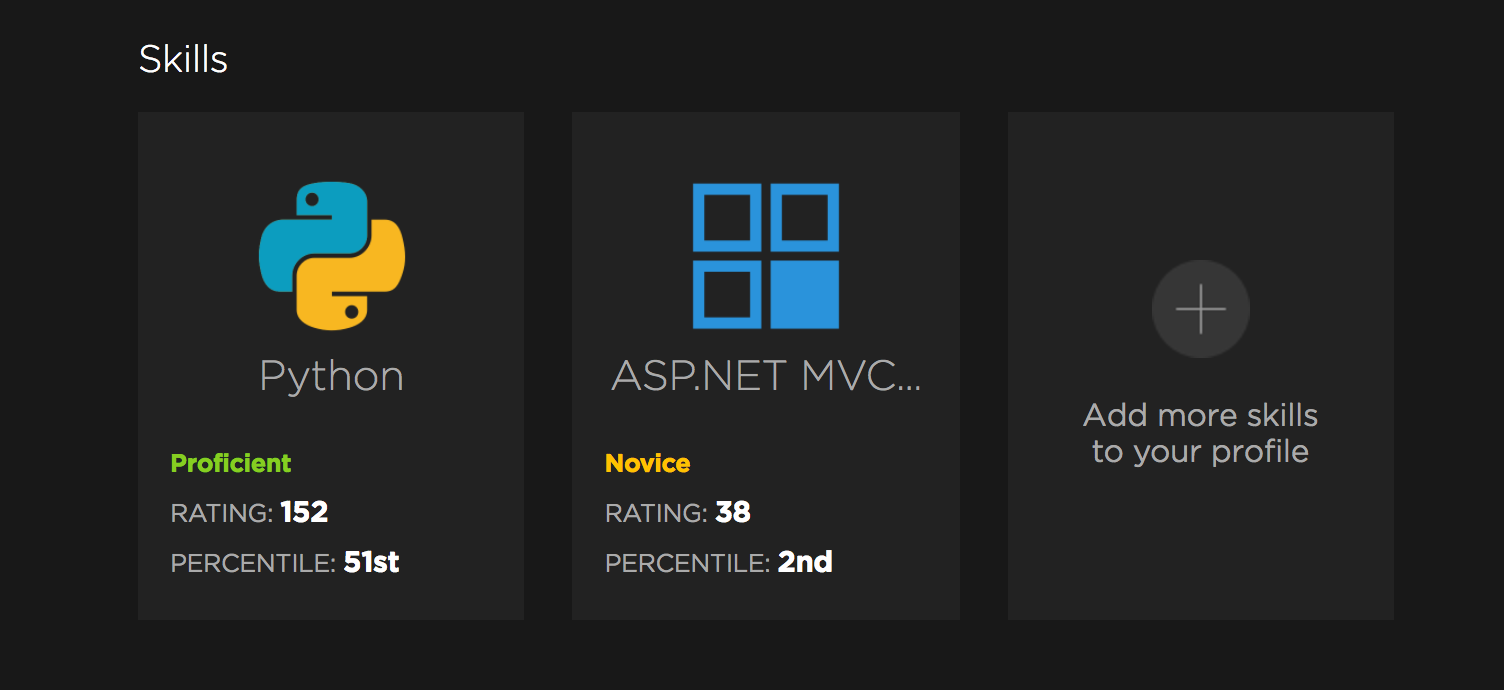 Skills
Python
Proficient
RATING: 152
PERCENTILE: 51st
ASP.NET MVC...
Novice
RATING: 38
PERCENTILE: 2nd
Add more skills
to your profile